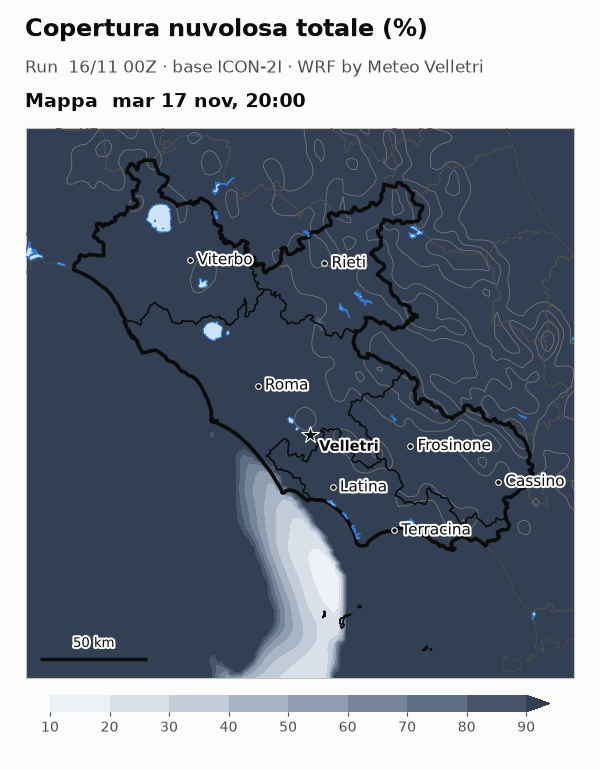 Copertura nuvolosa totale (%)
Run 16/11 00Z · base ICON-2I · WRF by Meteo Velletri
Mappa mar 17 nov, 20:00
Viterbo
Rieti
Roma
Velletri
Frosinone
Latina
Cassino
Terracina
50 km
10 20 30 40 50 60 70 80 90